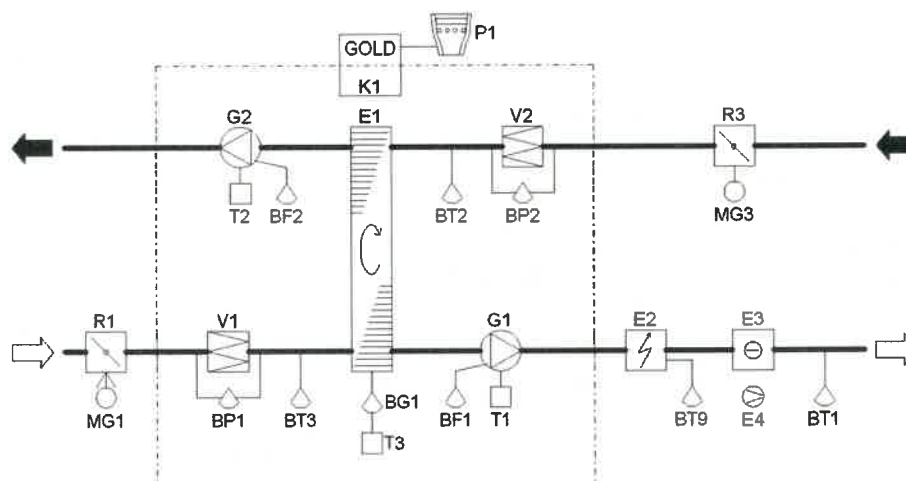 P1
GOLD
K1
G2
E1
V2
R3
T2
BF2
BT2
BP2
MG3
R1
V1
G1
E2
E3
MG1
BP1
BT3
BG1
BF1
T1
BT9
E4
BT1
T3